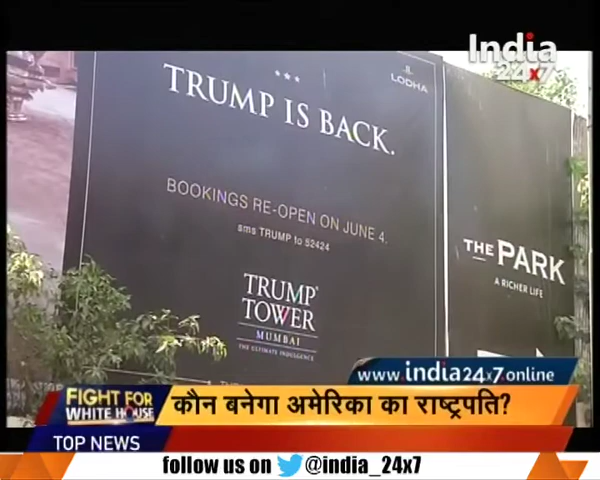 India
24x7
LODHA
TRUMP IS BACK.
BOOKINGS RE-OPEN ON JUNE 4.
sms TRUMP to 52424
THE PARK
A RICHER LIFE
TRUMP
TOWER
MUMBAI
THE ULTIMATE INDULGENCE
www.india24x7online
FIGHT FOR
WHITE HOUSE
कौन बनेगा अमेरिका का राष्ट्रपति?
TOP NEWS
follow us on @india_24x7